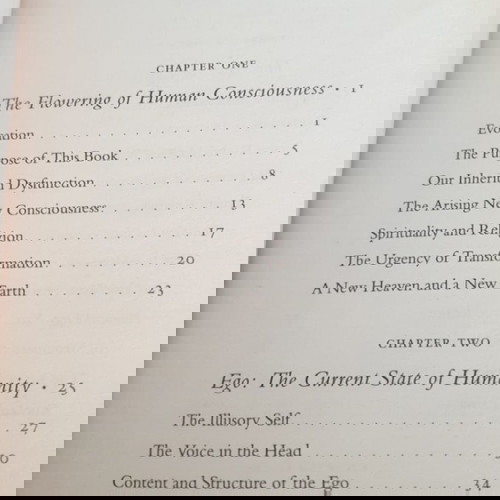 CHAPTER ONE
The Flowering of Human Consciousness • 1
Evocation . . . 1
The Purpose of This Book . . . 5
Our Inherited Dysfunction . . . 8
The Arising New Consciousness . . . 13
Spirituality and Religion . . . 17
The Urgency of Transformation . . . 20
A New Heaven and a New Earth . . . 23
CHAPTER TWO
Ego: The Current State of Humanity • 25
The Illusory Self . . . 27
The Voice in the Head . . .
Content and Structure of the Ego . . . 34